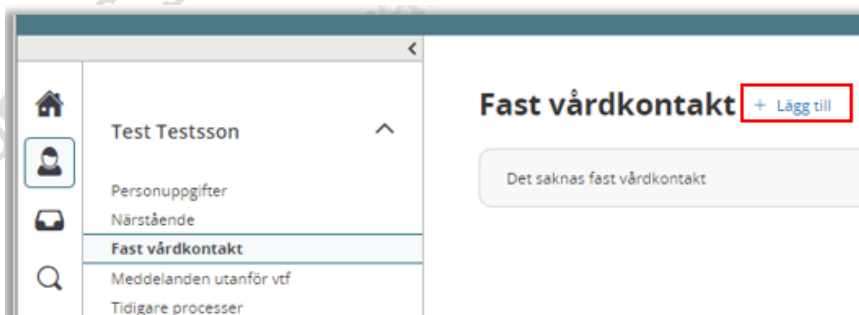 Fast vårdkontakt + Lägg till
Test Testsson
Det saknas fast vårdkontakt
Personuppgifter
Närstående
Fast vårdkontakt
Meddelanden utanför vtf
Tidigare processer